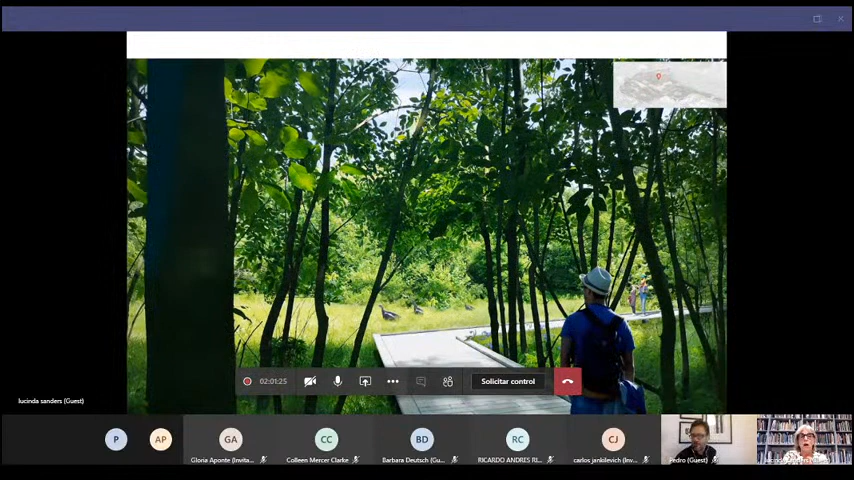 02:01:25
Solicitar control
lucinda sanders (Guest)
P
AP
GA
CC
BD
RC
CJ
Gloria Aponte (Invita...
Colleen Mercer Clarke
Barbara Deutsch (Gu...
RICARDO ANDRES RI...
carlos jankilevich (Inv...
Pedro (Guest)